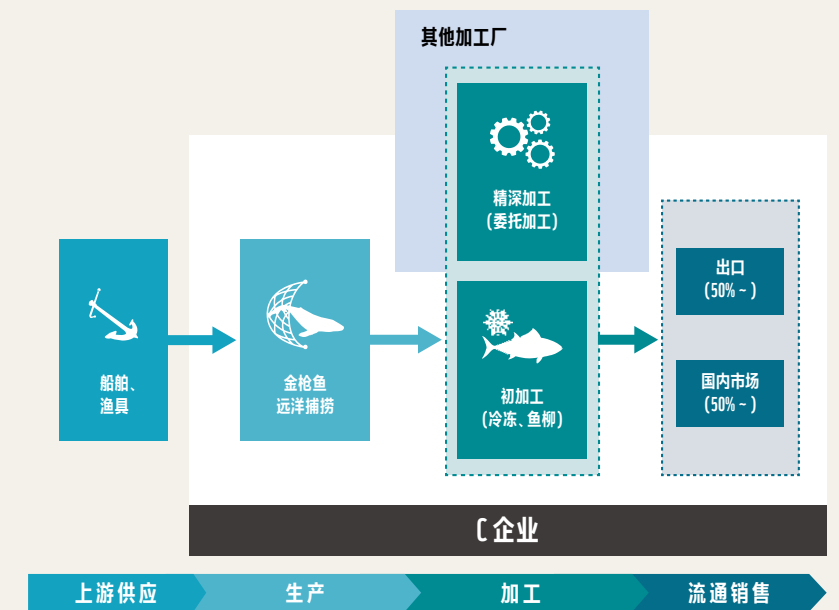 其他加工厂
精深加工
(委托加工)
船舶、
渔具
金枪鱼
远洋捕捞
初加工
(冷冻、鱼柳)
出口
(50% ~ )
国内市场
(50% ~ )
C 企业
上游供应
生产
加工
流通销售